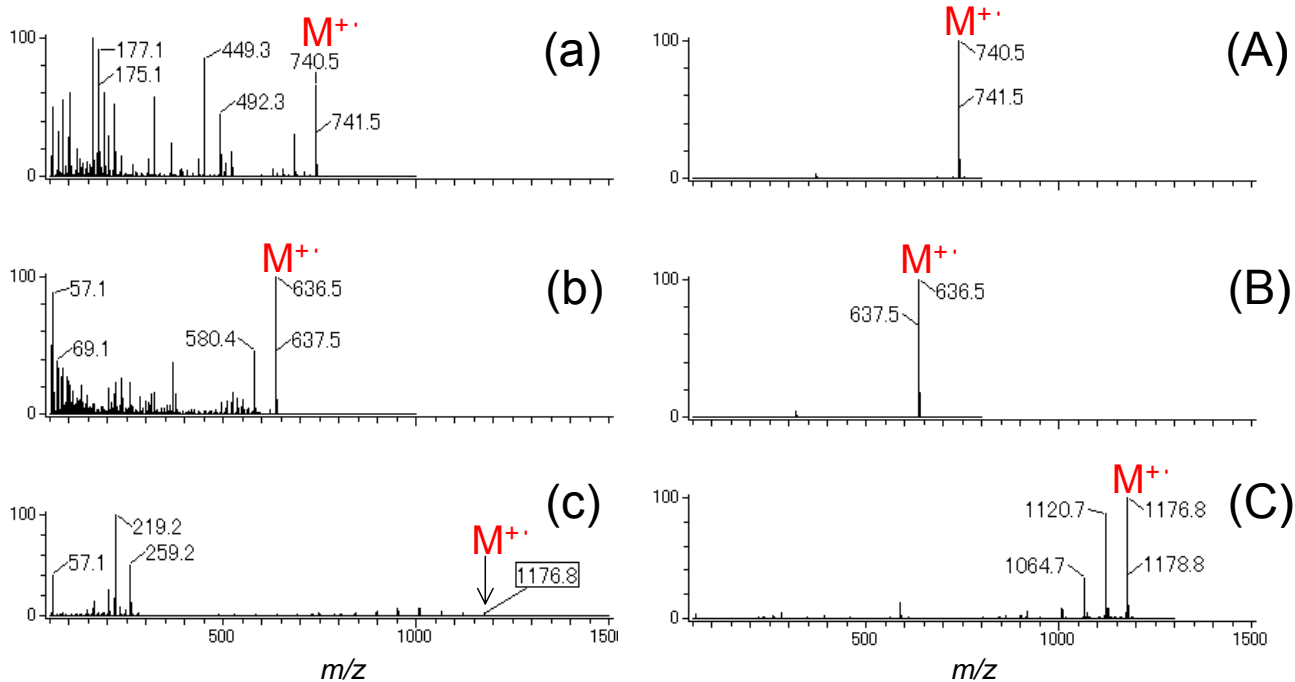 M+·
(a)
100
177.1
175.1
449.3
740.5
492.3
741.5
0
M+·
(A)
100
740.5
741.5
0
M+·
(b)
100
57.1
636.5
580.4
637.5
69.1
0
M+·
(B)
100
636.5
637.5
0
(c)
100
219.2
M+·
57.1
259.2
1176.8
0
500
1000
1500
m/z
M+·
(C)
100
1120.7
1176.8
1064.7
1178.8
0
500
1000
1500
m/z